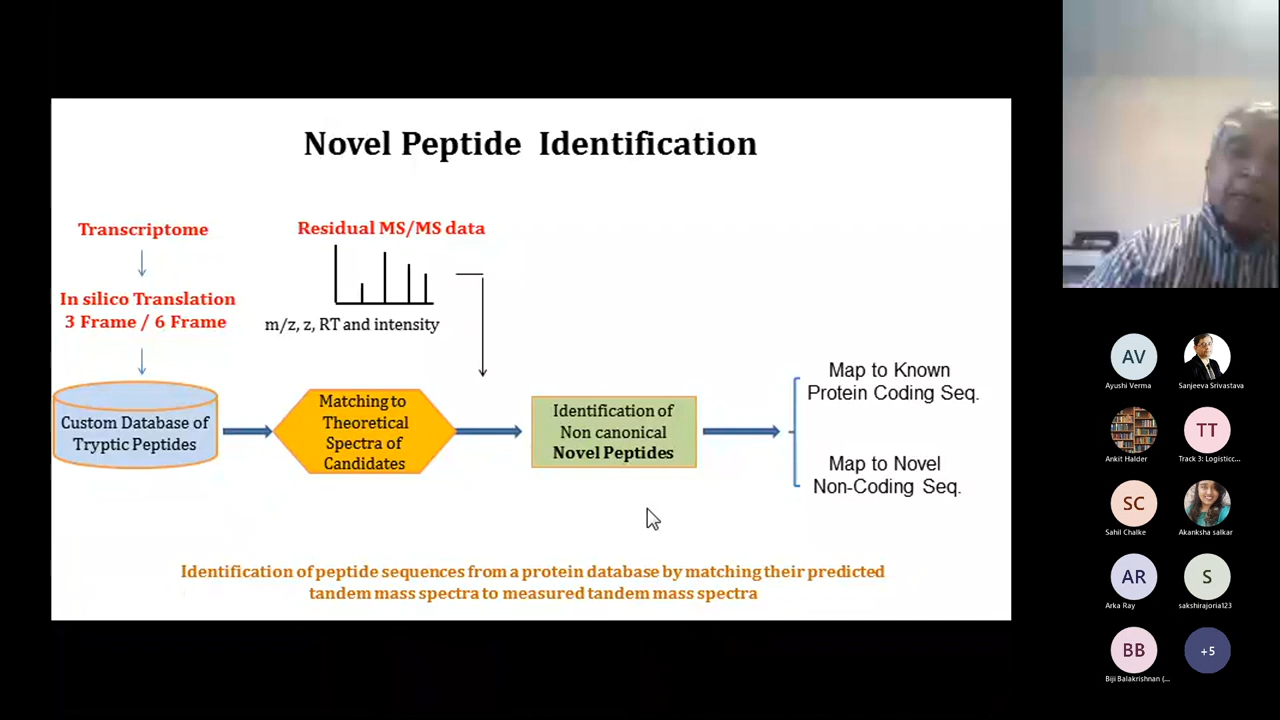 Novel Peptide Identification
Transcriptome
In silico Translation
3 Frame / 6 Frame
Custom Database of
Tryptic Peptides
Residual MS/MS data
m/z, z, RT and intensity
Matching to
Theoretical
Spectra of
Candidates
Identification of
Non canonical
Novel Peptides
Map to Known
Protein Coding Seq.
Map to Novel
Non-Coding Seq.
Identification of peptide sequences from a protein database by matching their predicted
tandem mass spectra to measured tandem mass spectra
AV
Ayushi Verma
Sanjeeva Srivastava
Ankit Halder
TT
Track 3: Logisticc...
SC
Sahil Chalke
Akanksha salkar
AR
Arka Ray
S
sakshirajoria123
BB
Biji Balakrishnan (...
+5